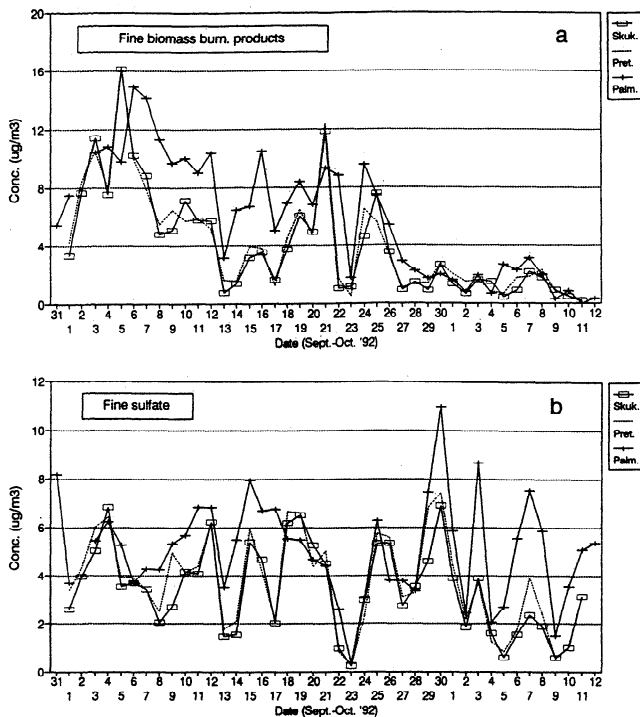 20
16
12
8
4
0
Conc. (ug/m3)
Fine biomass burn. products
a
Skuk.
Pret.
Palm.
31 2 4 6 8 10 12 14 16 18 20 22 24 26 28 30 2 4 6 8 10 12
1 3 5 7 9 11 13 15 17 19 21 23 25 27 29 1 3 5 7 9 11
Date (Sept.-Oct. '92)
12
10
8
6
4
2
0
Conc. (ug/m3)
Fine sulfate
b
Skuk.
Pret.
Palm.
31 2 4 6 8 10 12 14 16 18 20 22 24 26 28 30 2 4 6 8 10 12
1 3 5 7 9 11 13 15 17 19 21 23 25 27 29 1 3 5 7 9 11
Date (Sept.-Oct. '92)